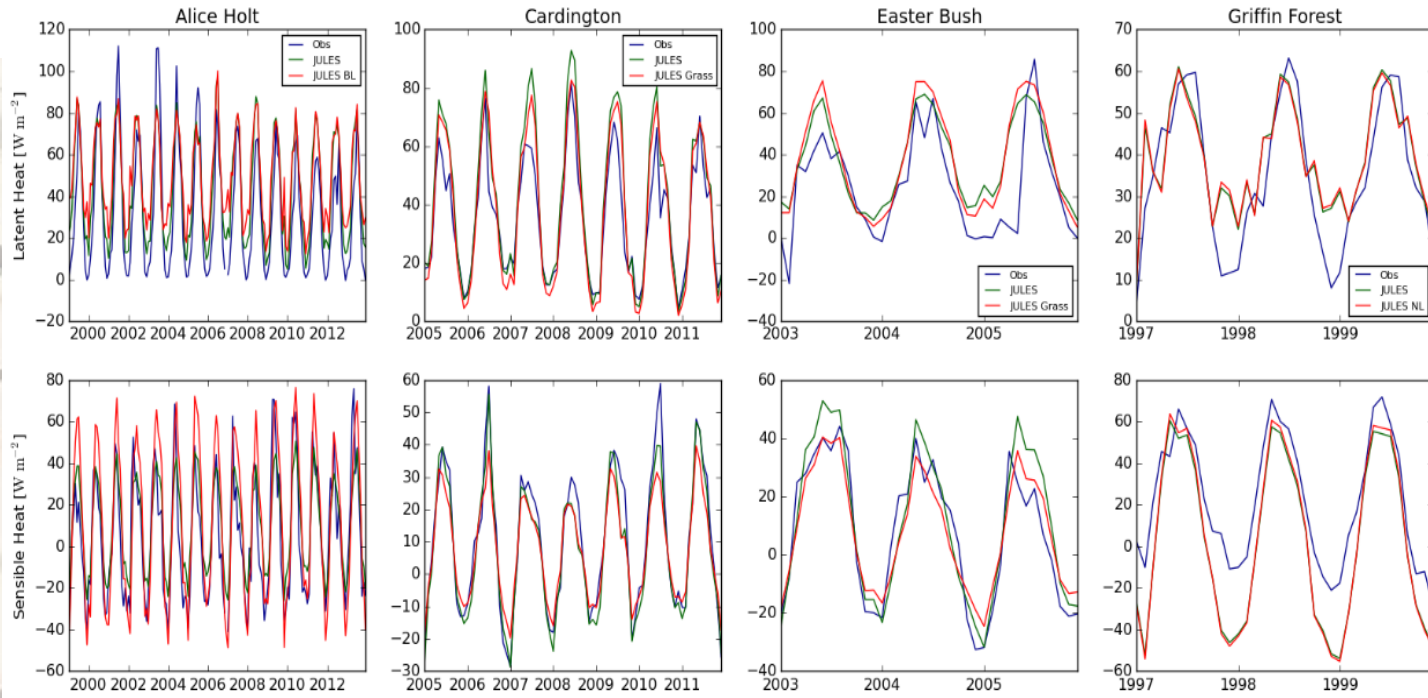 Alice Holt
Cardington
Easter Bush
Griffin Forest
Latent Heat [W m⁻²]
120
100
80
60
40
20
0
−20
Obs
JULES
JULES BL
2000 2002 2004 2006 2008 2010 2012
100
80
60
40
20
0
Obs
JULES
JULES Grass
2005 2006 2007 2008 2009 2010 2011
100
80
60
40
20
0
−20
−40
Obs
JULES
JULES Grass
2003 2004 2005
70
60
50
40
30
20
10
0
Obs
JULES
JULES NL
1997 1998 1999
Sensible Heat [W m⁻²]
80
60
40
20
0
−20
−40
−60
2000 2002 2004 2006 2008 2010 2012
60
50
40
30
20
10
0
−10
−20
−30
2005 2006 2007 2008 2009 2010 2011
60
40
20
0
−20
−40
2003 2004 2005
80
60
40
20
0
−20
−40
−60
1997 1998 1999